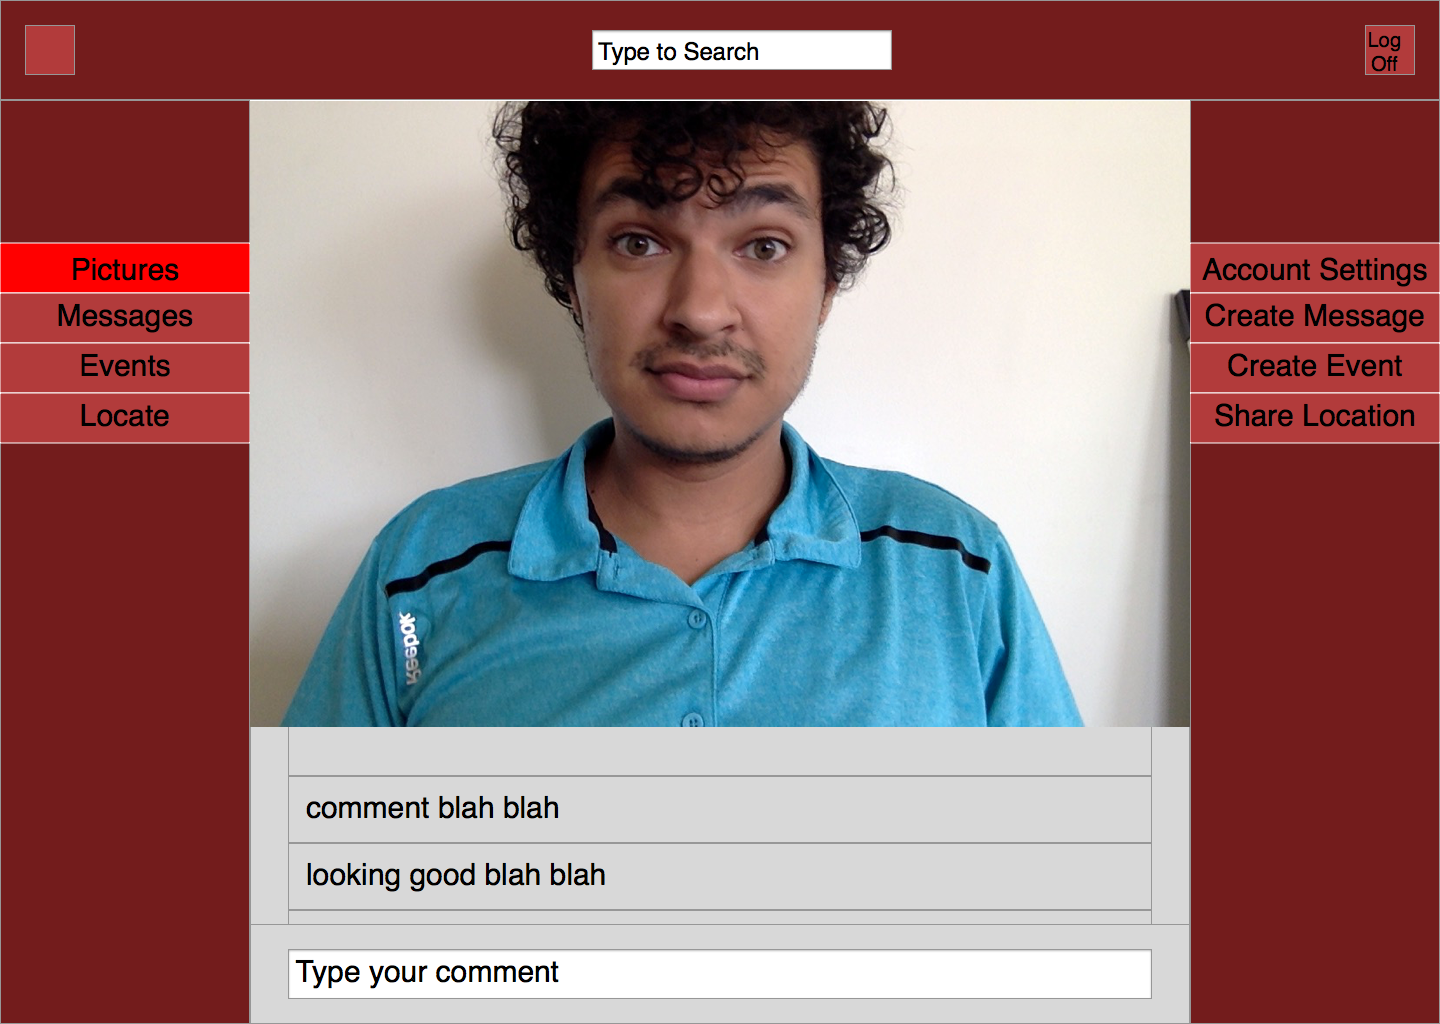 Type to Search
Log
Off
Pictures
Messages
Events
Locate
Account Settings
Create Message
Create Event
Share Location
Reebok
comment blah blah
looking good blah blah
Type your comment